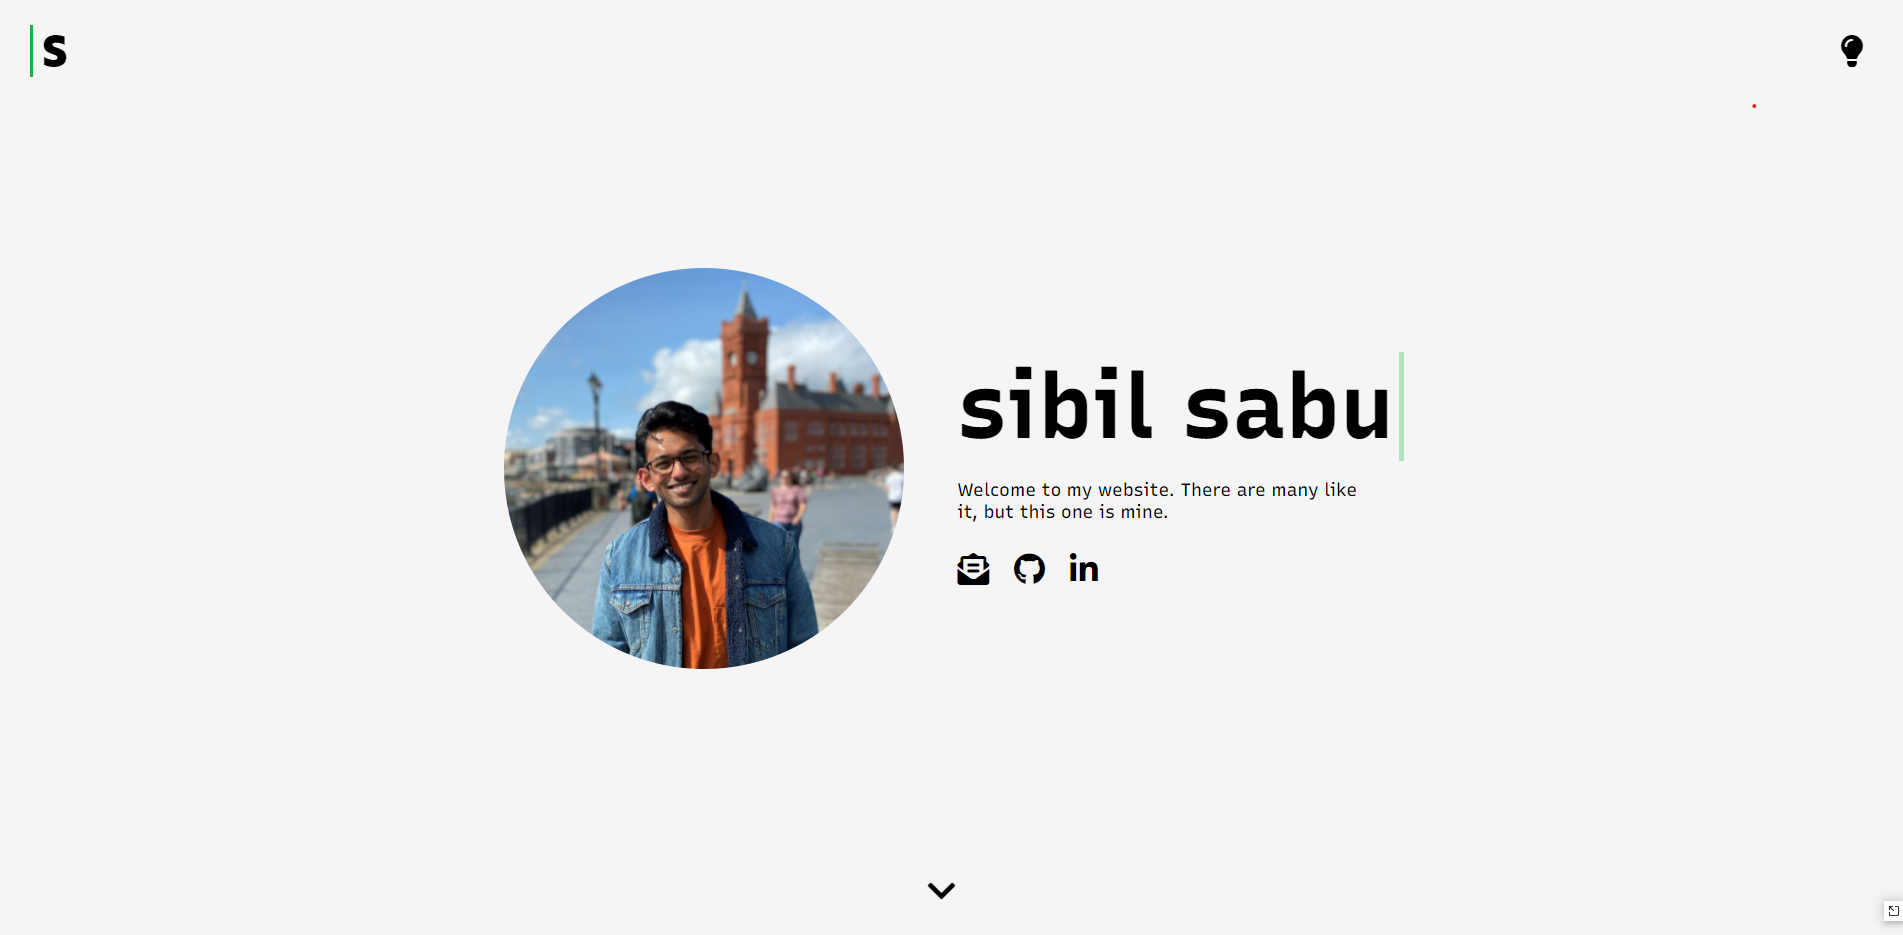 s
sibil sabu
Welcome to my website. There are many like
it, but this one is mine.
in